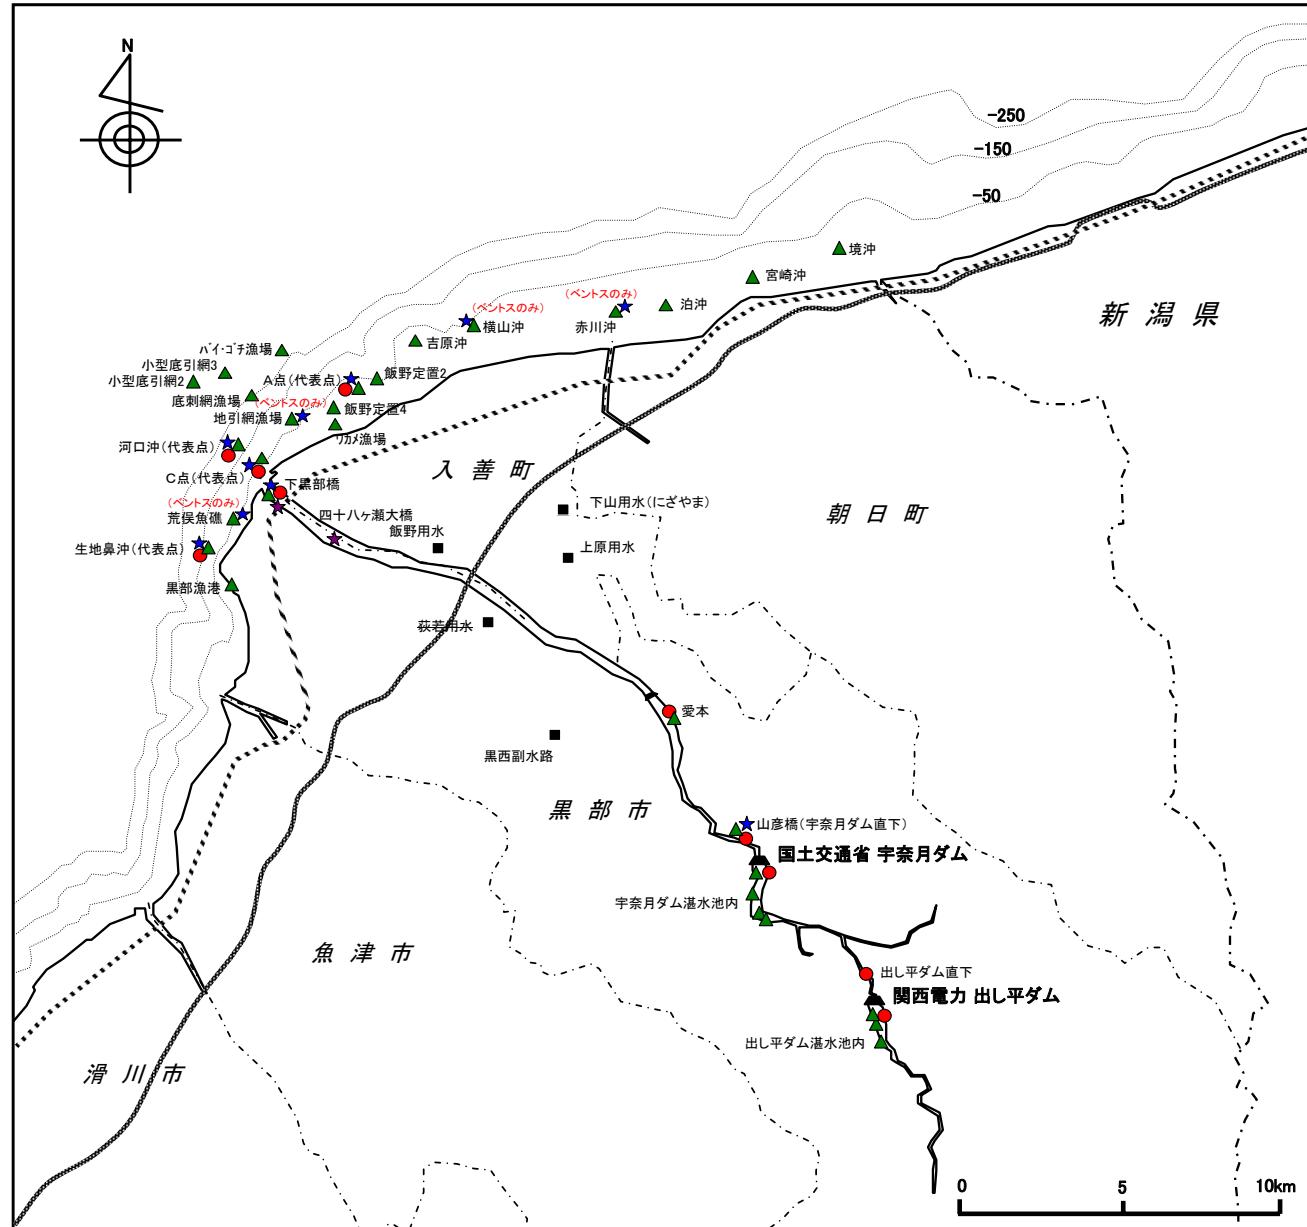 N
-250
-150
-50
境沖
宮崎沖
新潟県
(ベントスのみ)
泊沖
赤川沖
(ベントスのみ)
横山沖
吉原沖
バイ・ゴチ漁場
小型底引網3
小型底引網2
A点(代表点)
飯野定置2
底刺網漁場
(ベントスのみ)
飯野定置4
地引網漁場
ワカメ漁場
河口沖(代表点)
入善町
C点(代表点)
下黒部橋
(ベントスのみ)
荒俣魚礁
四十八ヶ瀬大橋
下山用水(にざやま)
朝日町
飯野用水
生地鼻沖(代表点)
上原用水
黒部漁港
荻若用水
愛本
黒西副水路
黒部市
山彦橋(宇奈月ダム直下)
国土交通省 宇奈月ダム
宇奈月ダム湛水池内
魚津市
出し平ダム直下
関西電力 出し平ダム
出し平ダム湛水池内
滑川市
0 5 10km